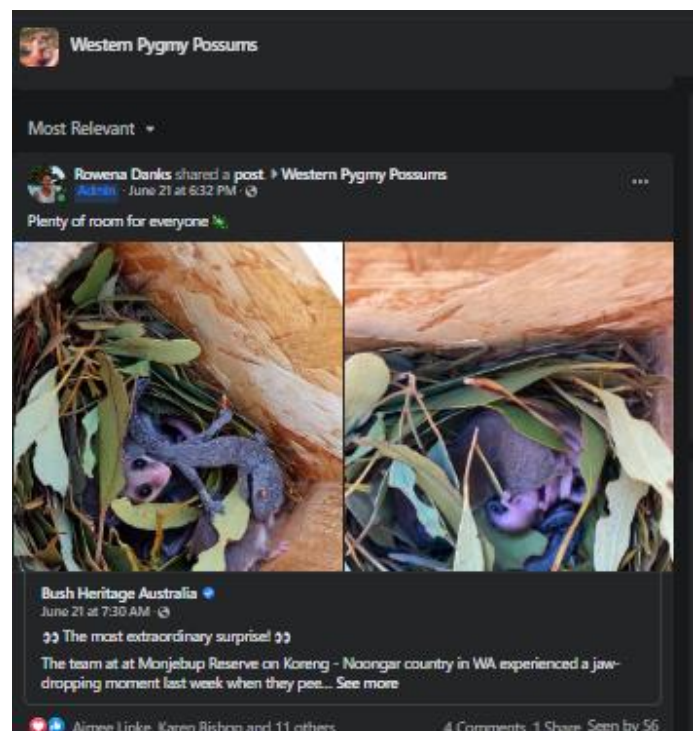 Western Pygmy Possums
Most Relevant
Rowena Danks shared a post ▸ Western Pygmy Possums
Admin · June 21 at 6:32 PM ·
Plenty of room for everyone
Bush Heritage Australia
June 21 at 7:30 AM ·
👀 The most extraordinary surprise! 👀
The team at at Monjebup Reserve on Koreng - Noongar country in WA experienced a jaw-
dropping moment last week when they pee... See more
Aimee Linke, Karen Bishop and 11 others 4 Comments 1 Share Seen by 56